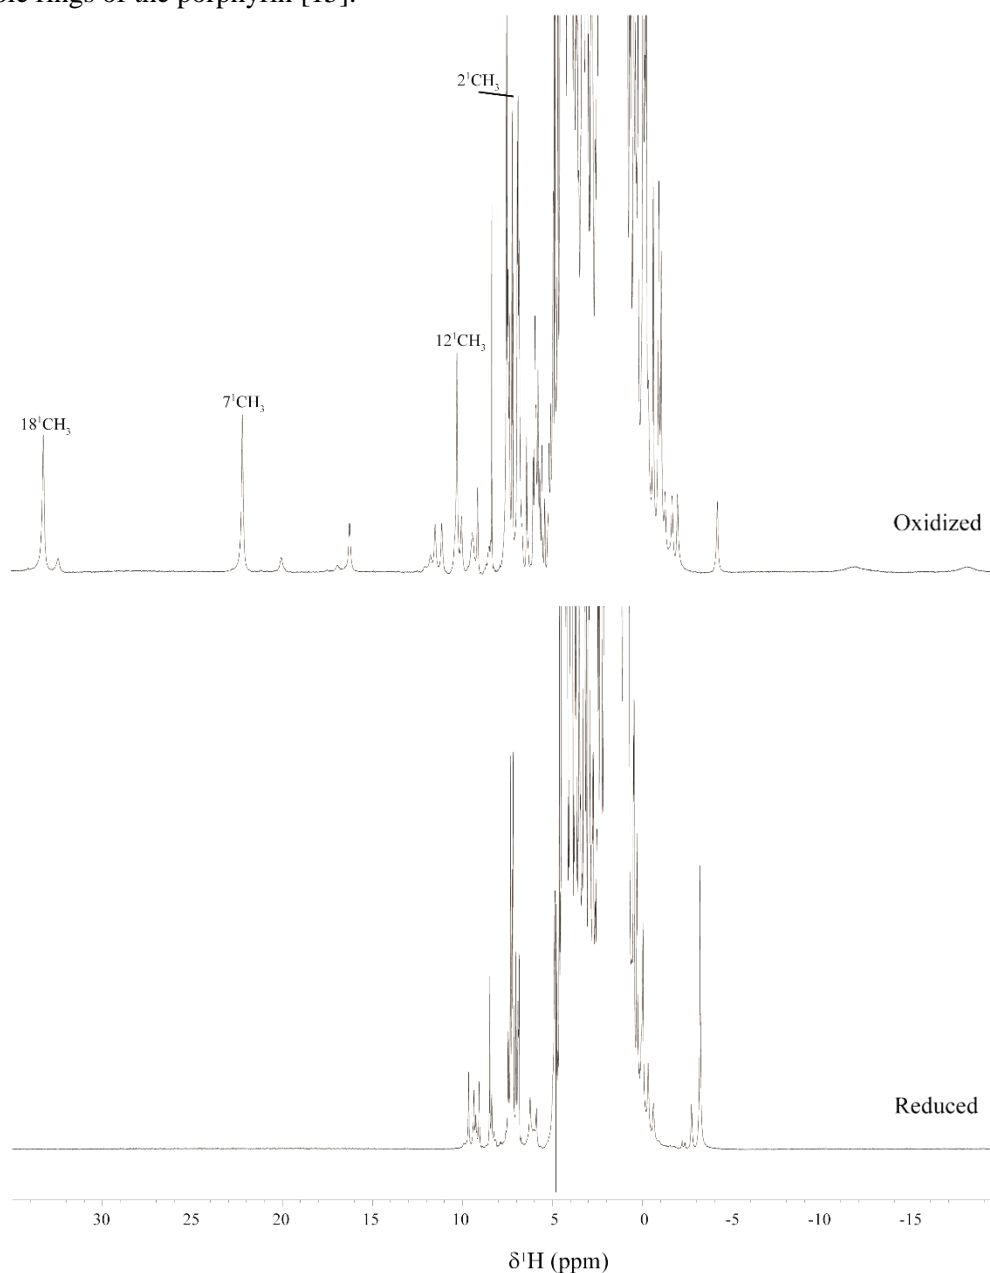 ole rings of the porphyrin [15].
2¹CH₃
12¹CH₃
7¹CH₃
18¹CH₃
Oxidized
Reduced
30 25 20 15 10 5 0 -5 -10 -15
δ¹H (ppm)